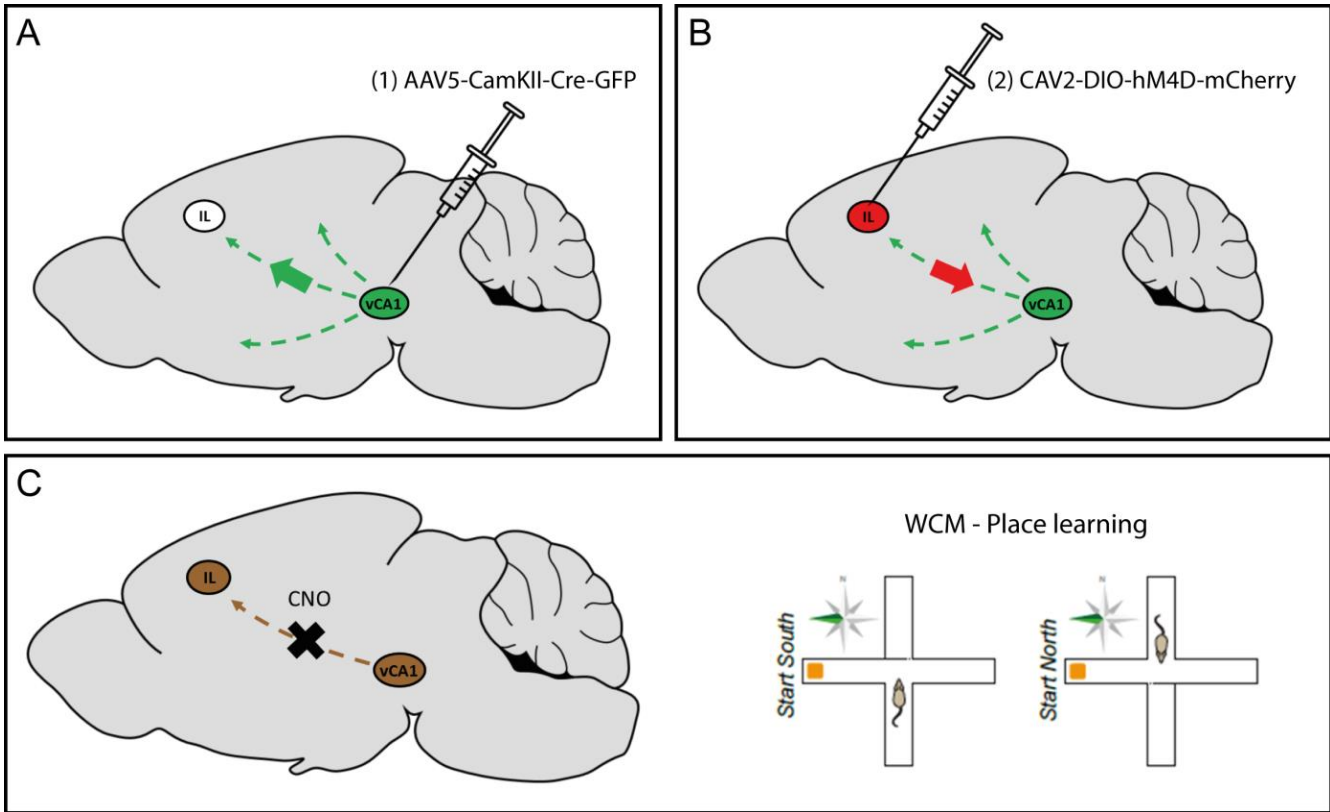 A
(1) AAV5-CamKII-Cre-GFP
IL
vCA1
B
(2) CAV2-DIO-hM4D-mCherry
IL
vCA1
C
IL
CNO
vCA1
WCM - Place learning
Start South
N
Start North
N